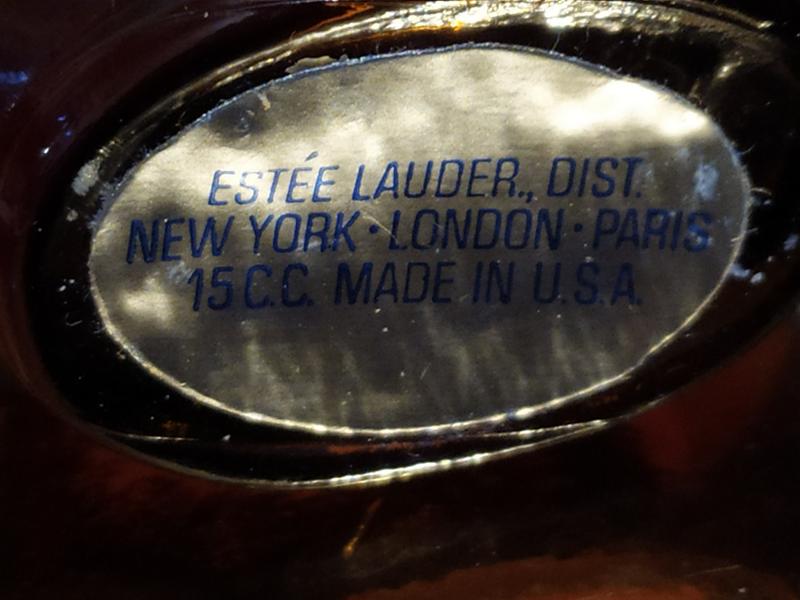 ESTÉE LAUDER., DIST.
NEW YORK · LONDON · PARIS
15 C.C. MADE IN U.S.A.